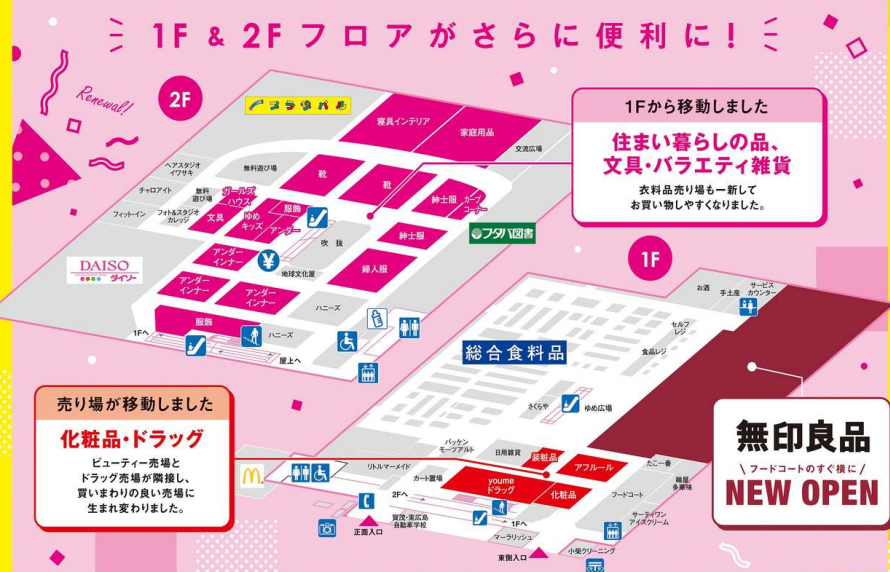 1F & 2F フロアがさらに便利に!
Renewal!
2F
スラダパル
寝具インテリア
家庭用品
交流広場
ヘアスタジオ
イワサキ
無料遊び場
チャロアイト
無料
遊び場
ガールズ
ハウス
フィット・イン
フォト&スタジオ
カレッジ
文具
ゆめ
キッズ
服飾
アンダー
靴
靴
紳士服
カープ
コーナー
紳士服
吹 抜
フタバ図書
DAISO
ダイソー
アンダー
インナー
¥
地球文化屋
婦人服
アンダー
インナー
アンダー
インナー
ハニーズ
服飾
ハニーズ
1Fへ
屋上へ
1Fから移動しました
住まい暮らしの品、
文具・バラエティ雑貨
衣料品売り場も一新して
お買い物しやすくなりました。
1F
お酒
手土産
サービス
カウンター
セルフ
レジ
食品レジ
総合食料品
さくらや
ゆめ広場
売り場が移動しました
化粧品・ドラッグ
ビューティー売場と
ドラッグ売場が隣接し、
買いまわりの良い売場に
生まれ変わりました。
無印良品
フードコートのすぐ横に
NEW OPEN
バッケン
モーツアルト
日用雑貨
装粧品
アフルール
たこ一番
麺屋
多華味
リトルマーメイド
カート置場
youme
ドラッグ
化粧品
フードコート
2Fへ
賀茂・東広島
自動車学校
1Fへ
サーティワン
アイスクリーム
正面入口
マーラリッシュ
東側入口
小柴クリーニング